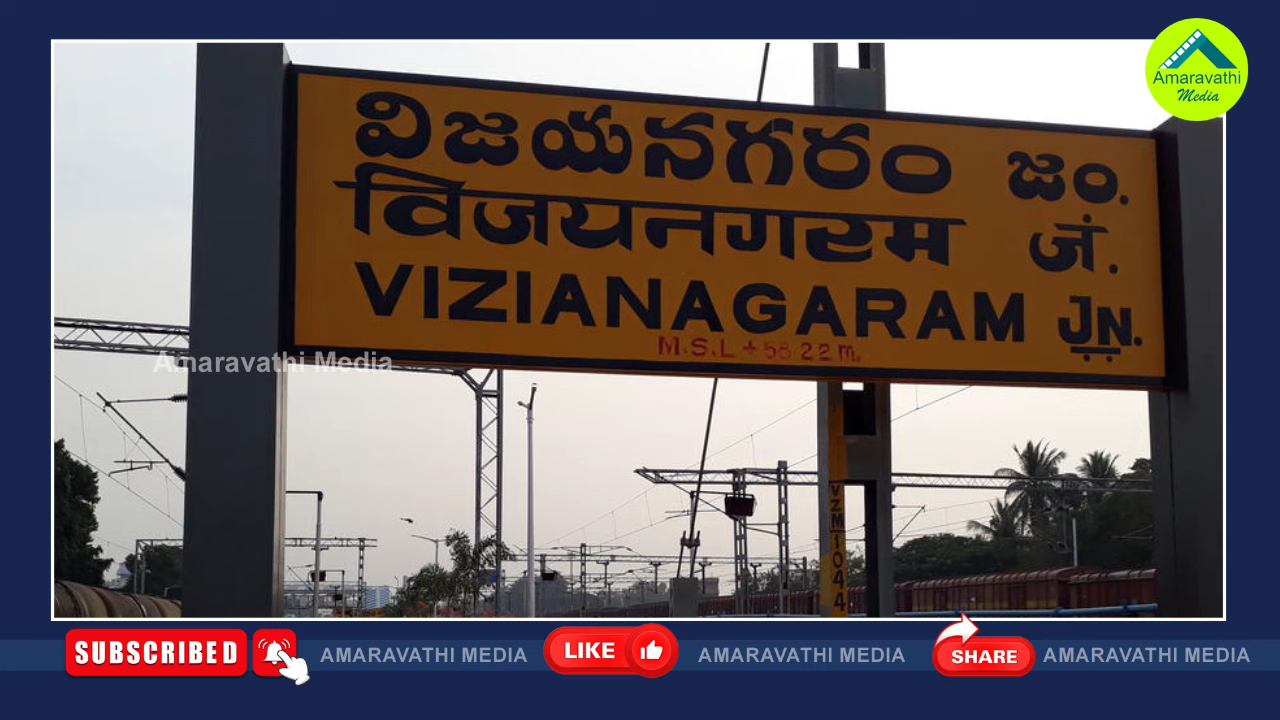 Amaravathi
Media
విజయనగరం జం.
विजयनगरम जं.
VIZIANAGARAM JN.
M.S.L + 58.22 m.
Amaravathi Media
VZM
1044
SUBSCRIBED
AMARAVATHI MEDIA
LIKE
AMARAVATHI MEDIA
SHARE
AMARAVATHI MEDIA